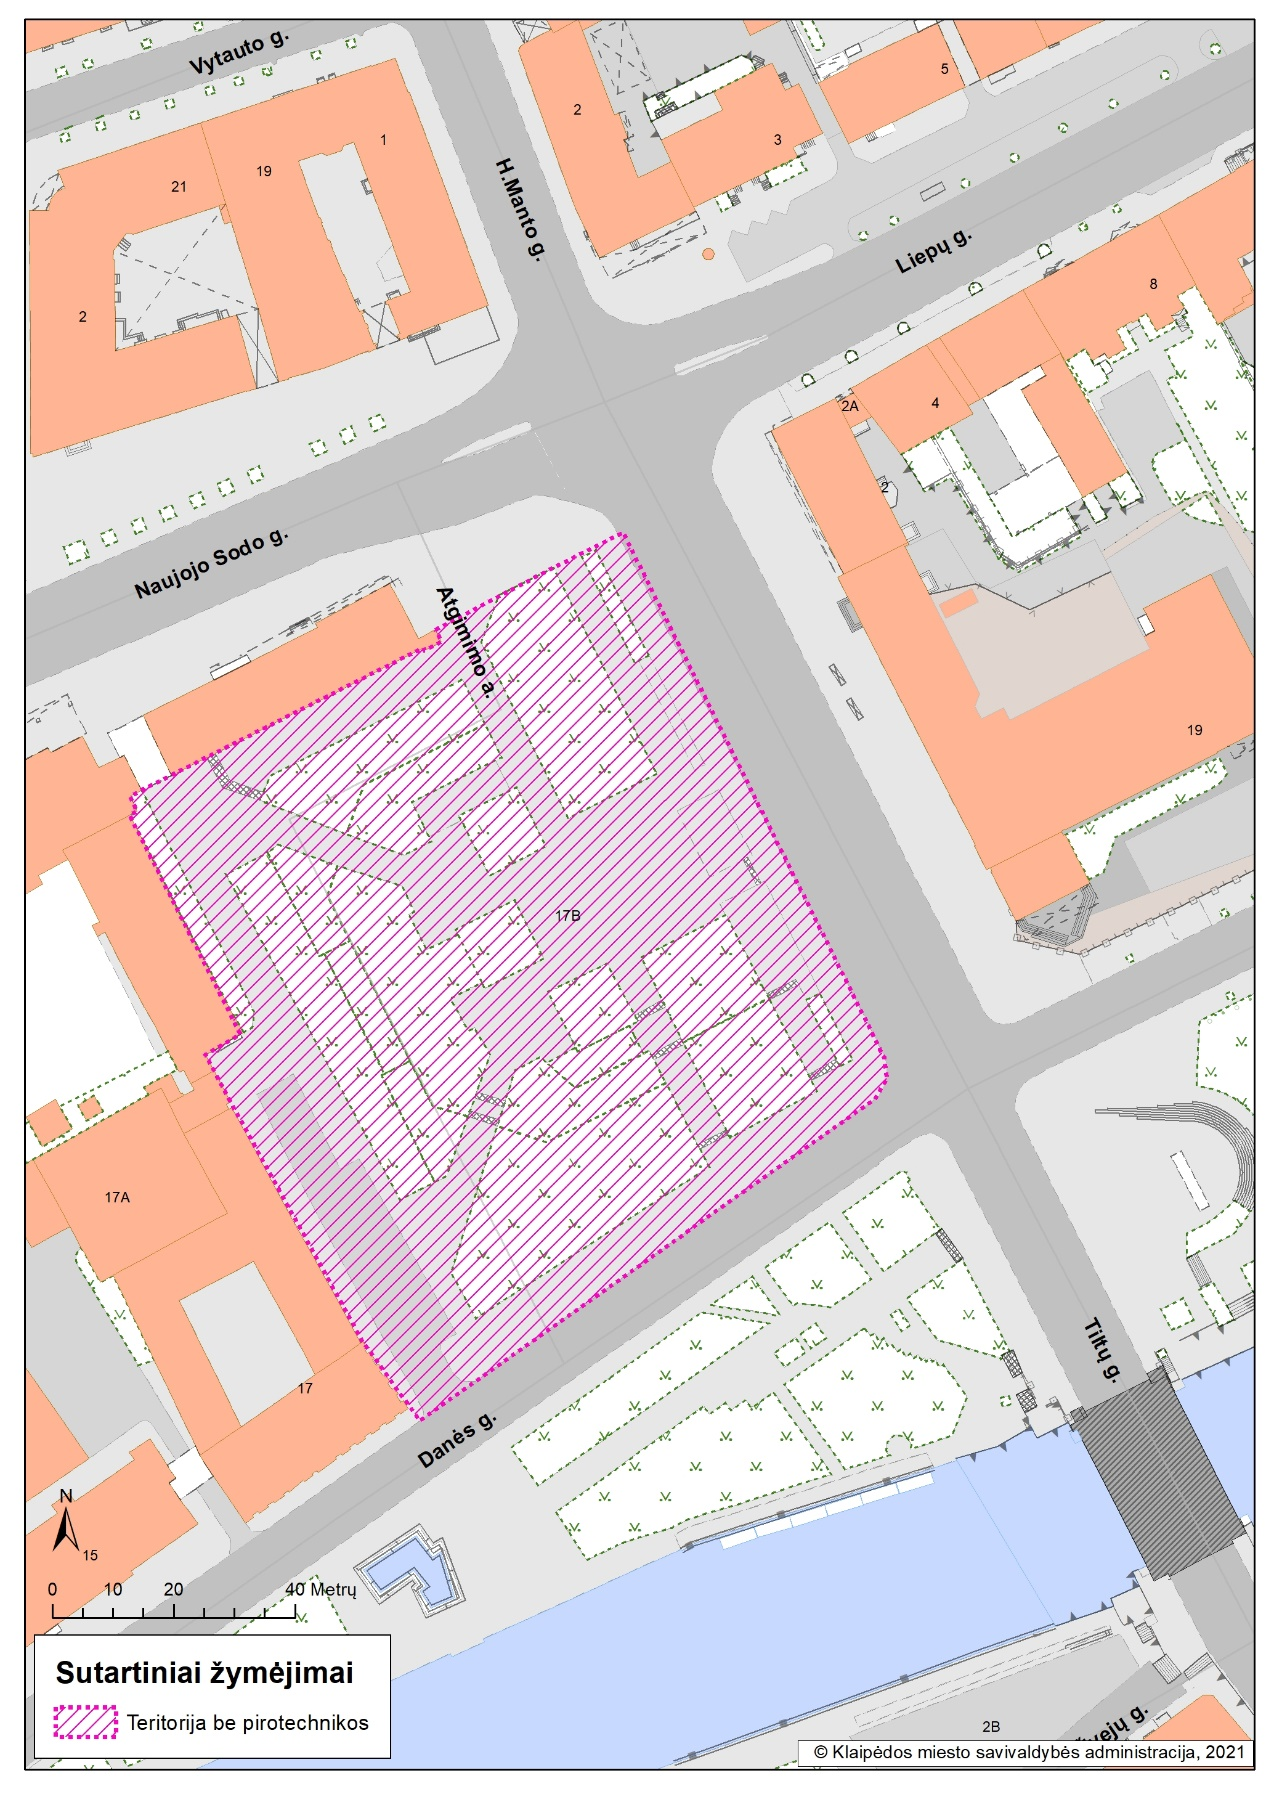 Vytauto g.
5
2
1
3
19
21
H.Manto g.
Liepų g.
8
2
4
2A
2
Naujojo Sodo g.
Atgimimo a.
19
17B
17A
Tiltų g.
17
Danės g.
N
15
0 10 20 40 Metrų
Sutartiniai žymėjimai
Teritorija be pirotechnikos
2B
vejų g.
© Klaipėdos miesto savivaldybės administracija, 2021